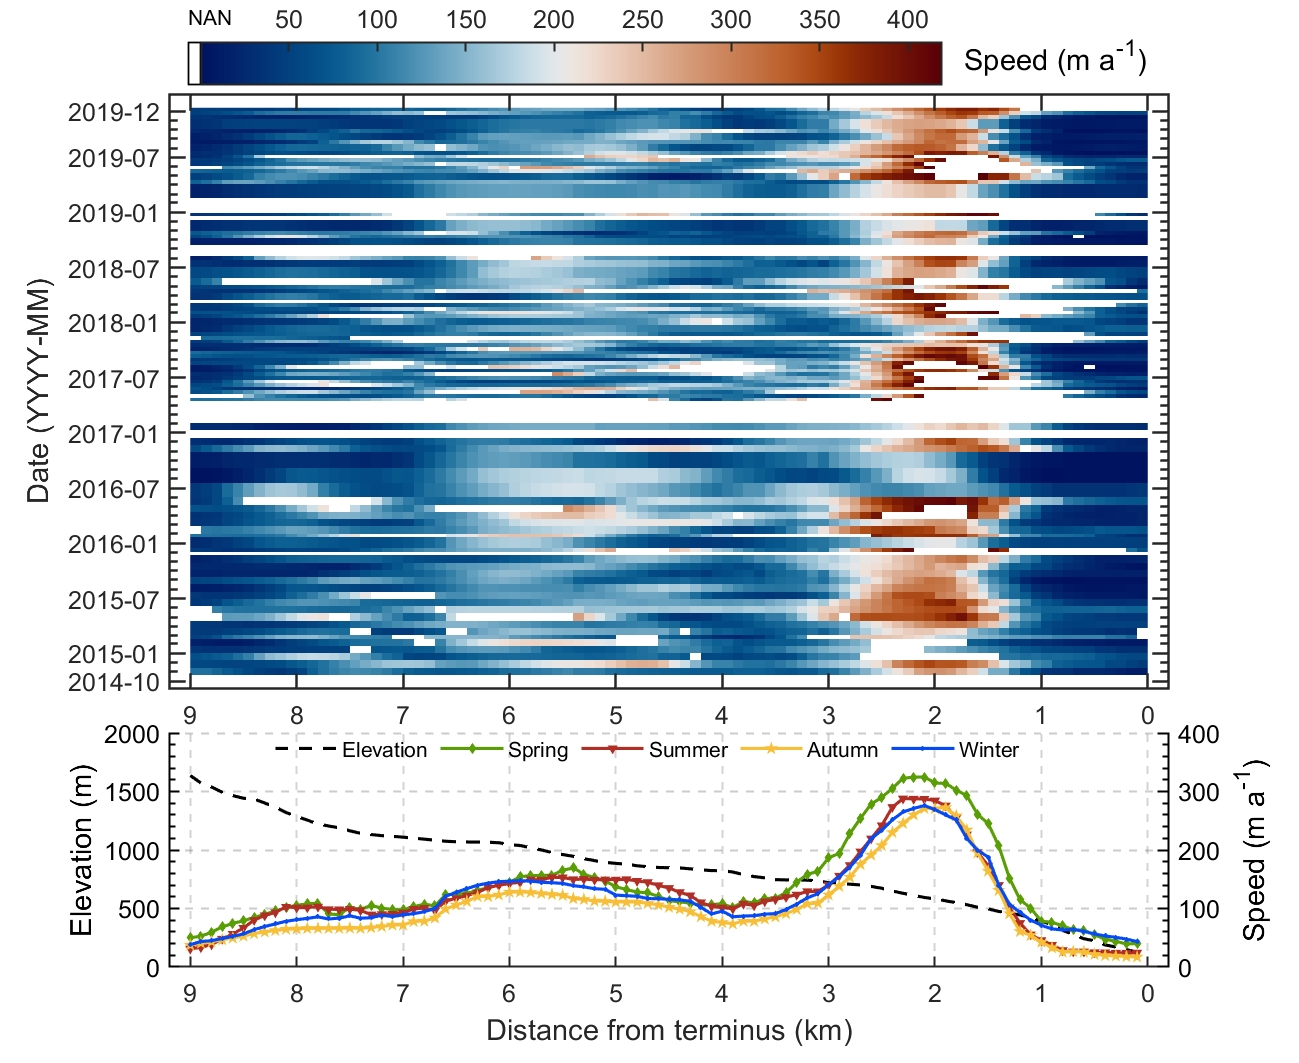 NAN 50 100 150 200 250 300 350 400
Speed (m a⁻¹)
Date (YYYY-MM)
2019-12
2019-07
2019-01
2018-07
2018-01
2017-07
2017-01
2016-07
2016-01
2015-07
2015-01
2014-10
9 8 7 6 5 4 3 2 1 0
Elevation Spring Summer Autumn Winter
Elevation (m)
2000
1500
1000
500
0
400
300
200
100
0
Speed (m a⁻¹)
9 8 7 6 5 4 3 2 1 0
Distance from terminus (km)